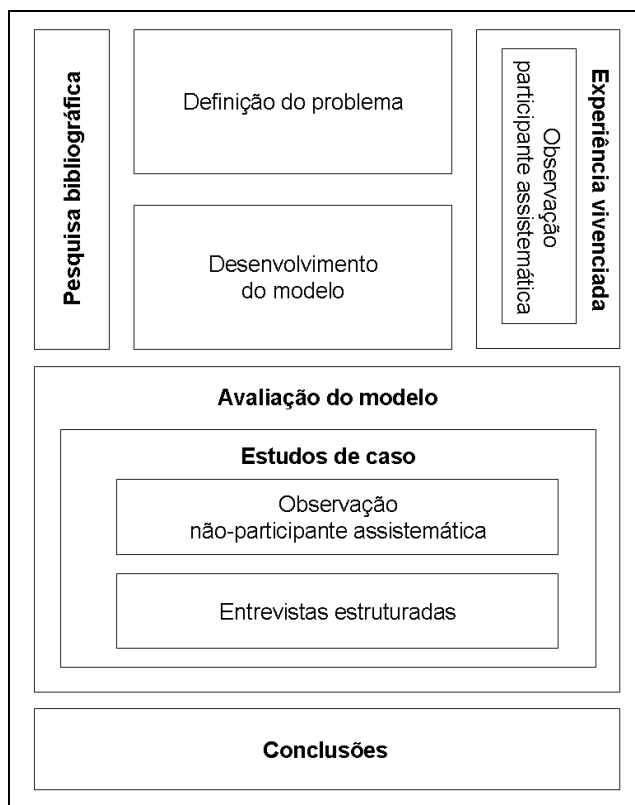 Pesquisa bibliográfica
Definição do problema
Desenvolvimento
do modelo
Experiência vivenciada
Observação
participante assistemática
Avaliação do modelo
Estudos de caso
Observação
não-participante assistemática
Entrevistas estruturadas
Conclusões